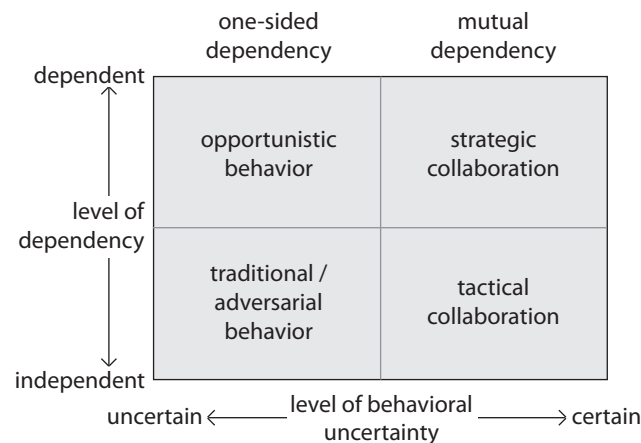 one-sided
dependency
mutual
dependency
dependent
opportunistic
behavior
strategic
collaboration
level of
dependency
traditional /
adversarial
behavior
tactical
collaboration
independent
uncertain
level of behavioral
uncertainty
certain